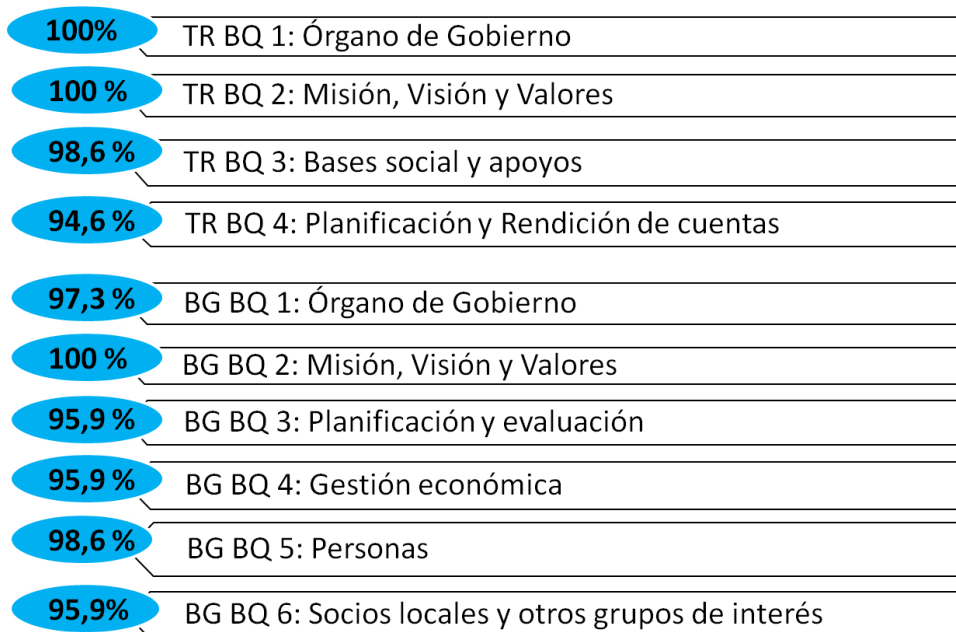 100% TR BQ 1: Órgano de Gobierno
100 % TR BQ 2: Misión, Visión y Valores
98,6 % TR BQ 3: Bases social y apoyos
94,6 % TR BQ 4: Planificación y Rendición de cuentas
97,3 % BG BQ 1: Órgano de Gobierno
100 % BG BQ 2: Misión, Visión y Valores
95,9 % BG BQ 3: Planificación y evaluación
95,9 % BG BQ 4: Gestión económica
98,6 % BG BQ 5: Personas
95,9% BG BQ 6: Socios locales y otros grupos de interés